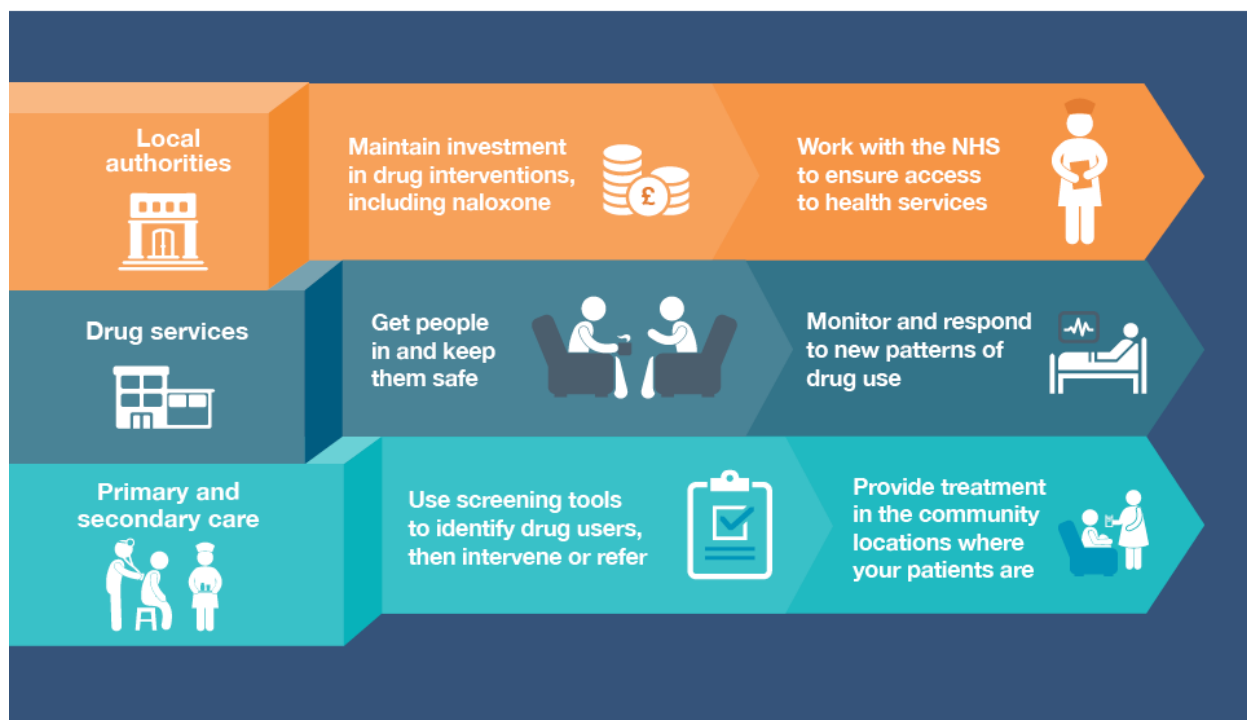 Local
authorities
Maintain investment
in drug interventions,
including naloxone
£
Work with the NHS
to ensure access
to health services
Drug services
Get people
in and keep
them safe
Monitor and respond
to new patterns of
drug use
Primary and
secondary care
Use screening tools
to identify drug users,
then intervene or refer
Provide treatment
in the community
locations where
your patients are